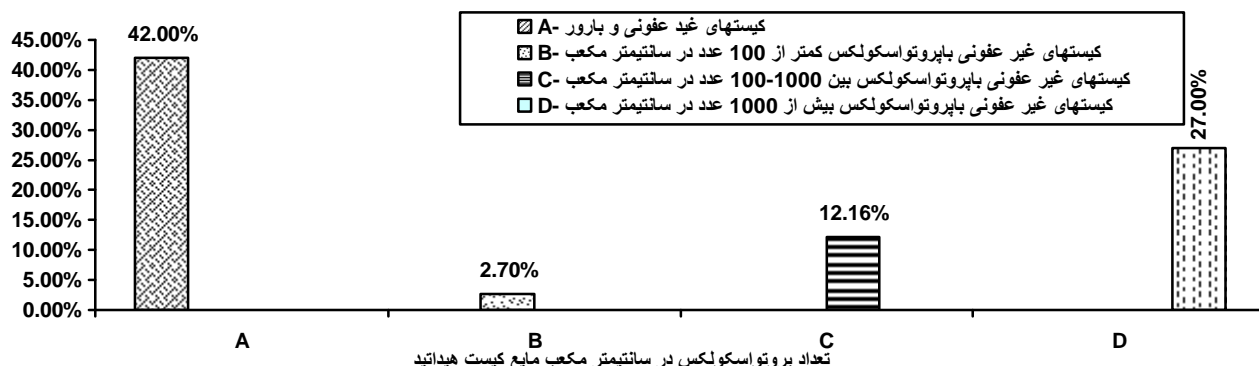 42.00%
45.00%
40.00%
35.00%
30.00%
25.00%
20.00%
15.00%
10.00%
5.00%
0.00%
A- کیستهای غید عفونی و بارور
B- کیستهای غیر عفونی باپروتواسکولکس کمتر از 100 عدد در سانتیمتر مکعب
C- کیستهای غیر عفونی باپروتواسکولکس بین 1000-100 عدد در سانتیمتر مکعب
D- کیستهای غیر عفونی باپروتواسکولکس بیش از 1000 عدد در سانتیمتر مکعب
2.70%
12.16%
27.00%
A B C D
تعداد پروتواسکولکس در سانتیمتر مکعب مایع کیست هیداتید